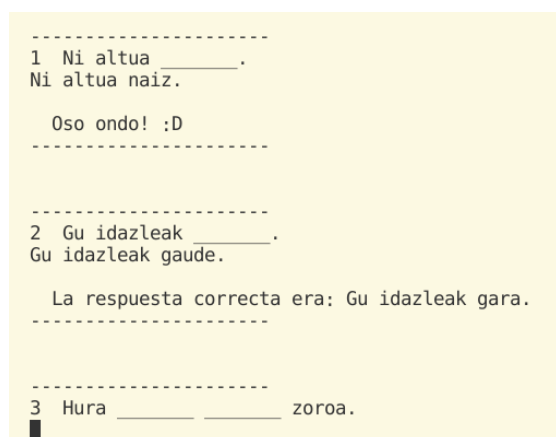 ----------------------
1  Ni altua _______.
Ni altua naiz.
Oso ondo! :D
----------------------
----------------------
2  Gu idazleak _______.
Gu idazleak gaude.
La respuesta correcta era: Gu idazleak gara.
----------------------
----------------------
3  Hura _______ _______ zoroa.